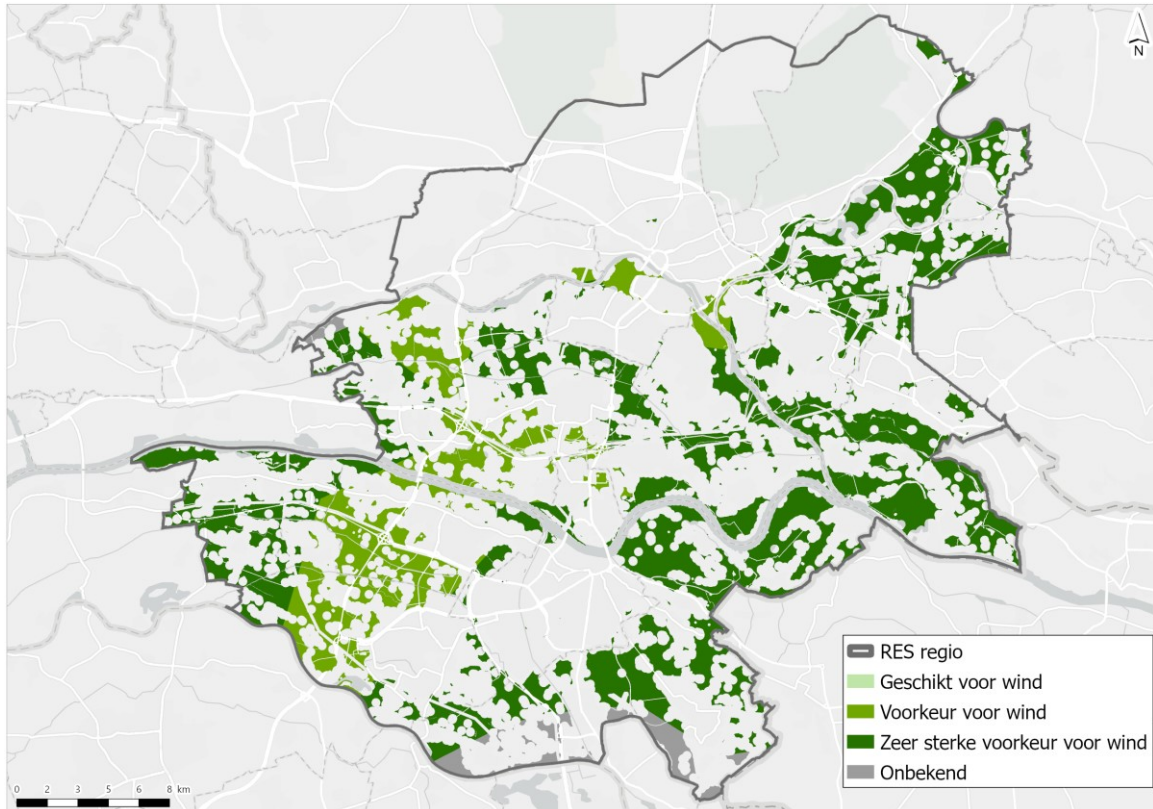 N
RES regio
Geschikt voor wind
Voorkeur voor wind
Zeer sterke voorkeur voor wind
Onbekend
0 2 3 5 6 8 km